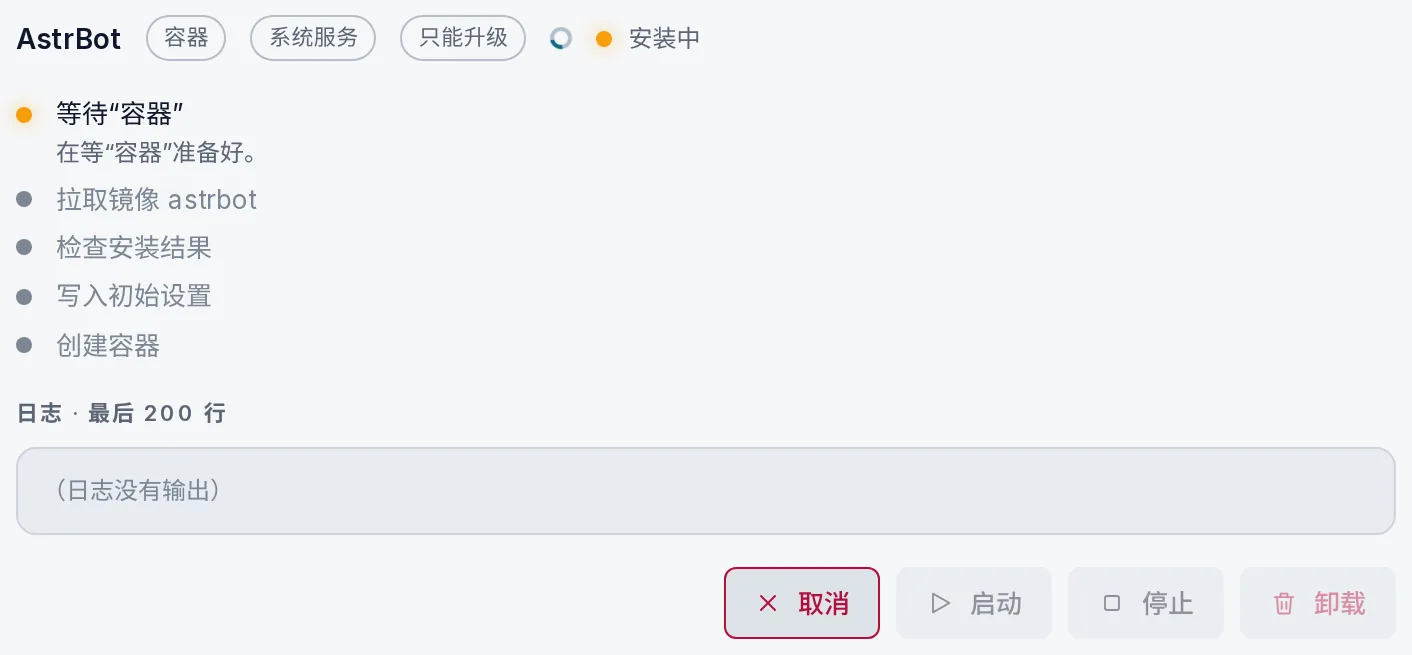 AstrBot 容器 系统服务 只能升级 安装中
等待“容器”
在等“容器”准备好。
拉取镜像 astrbot
检查安装结果
写入初始设置
创建容器
日志 · 最后 200 行
（日志没有输出）
取消 启动 停止 卸载